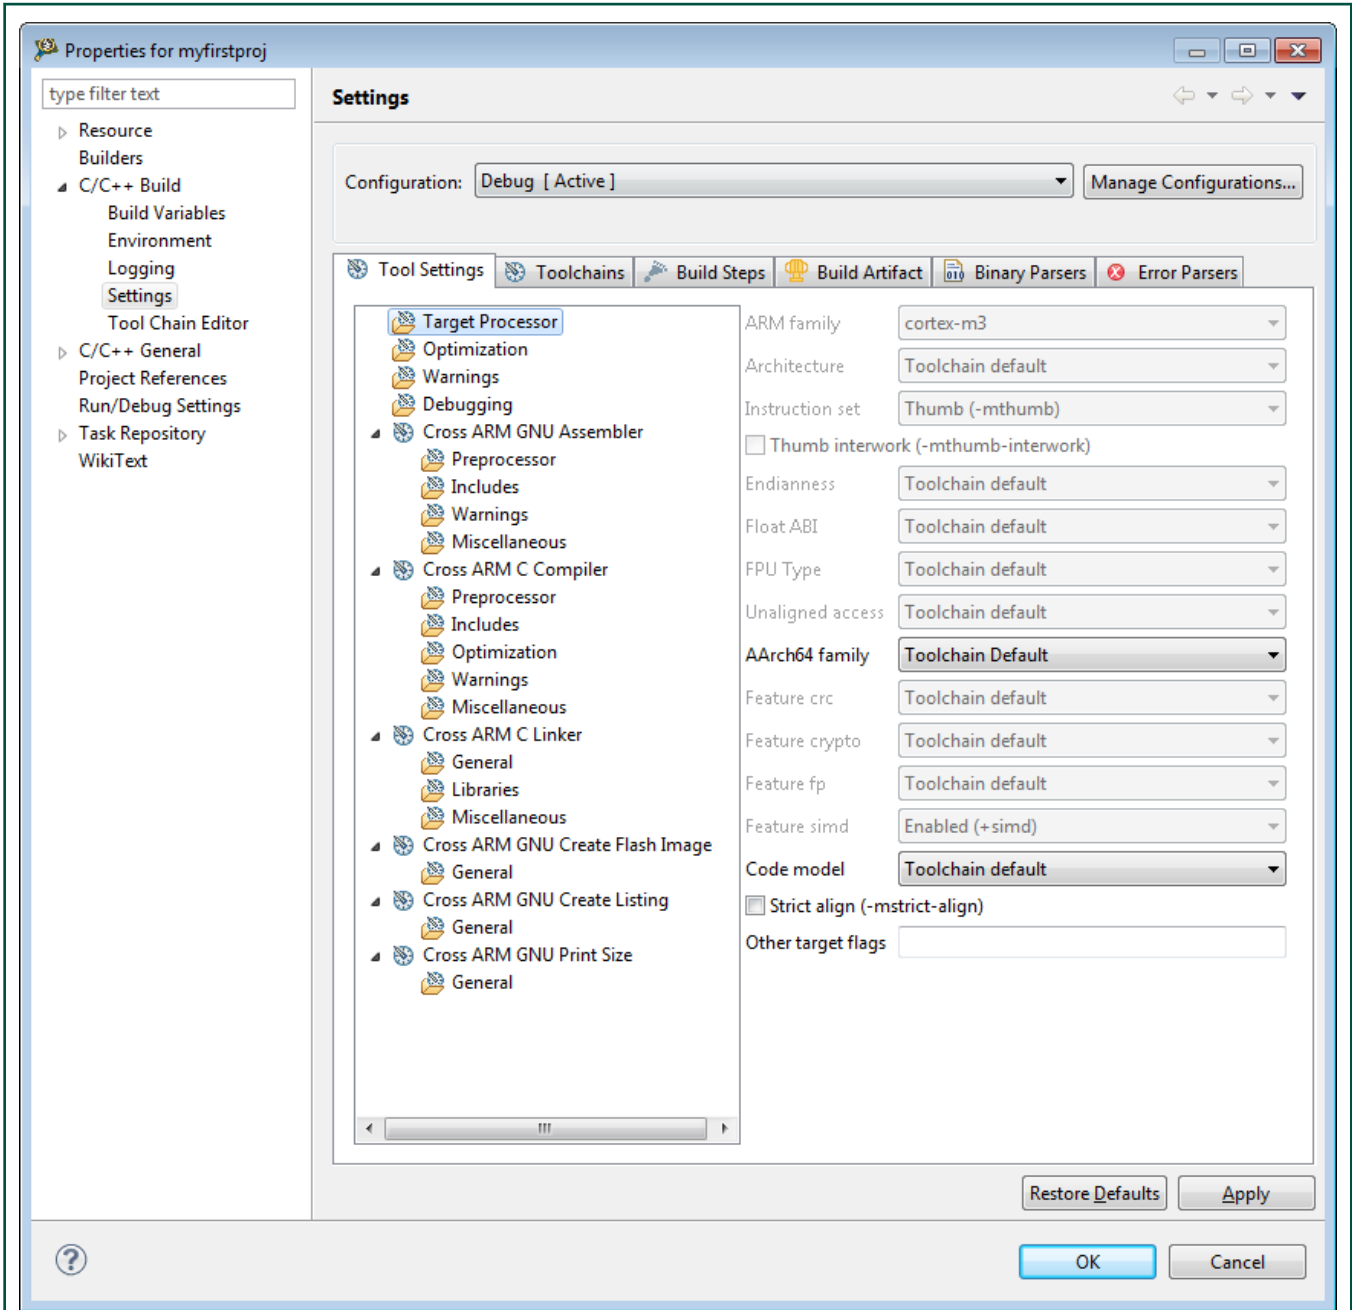 Properties for myfirstproj
type filter text
Resource
Builders
C/C++ Build
Build Variables
Environment
Logging
Settings
Tool Chain Editor
C/C++ General
Project References
Run/Debug Settings
Task Repository
WikiText
Settings
Configuration: Debug [ Active ] Manage Configurations...
Tool Settings Toolchains Build Steps Build Artifact 010 Binary Parsers Error Parsers
Target Processor
Optimization
Warnings
Debugging
Cross ARM GNU Assembler
Preprocessor
Includes
Warnings
Miscellaneous
Cross ARM C Compiler
Preprocessor
Includes
Optimization
Warnings
Miscellaneous
Cross ARM C Linker
General
Libraries
Miscellaneous
Cross ARM GNU Create Flash Image
General
Cross ARM GNU Create Listing
General
Cross ARM GNU Print Size
General
ARM family cortex-m3
Architecture Toolchain default
Instruction set Thumb (-mthumb)
Thumb interwork (-mthumb-interwork)
Endianness Toolchain default
Float ABI Toolchain default
FPU Type Toolchain default
Unaligned access Toolchain default
AArch64 family Toolchain Default
Feature crc Toolchain default
Feature crypto Toolchain default
Feature fp Toolchain default
Feature simd Enabled (+simd)
Code model Toolchain default
Strict align (-mstrict-align)
Other target flags
Restore Defaults Apply
? OK Cancel